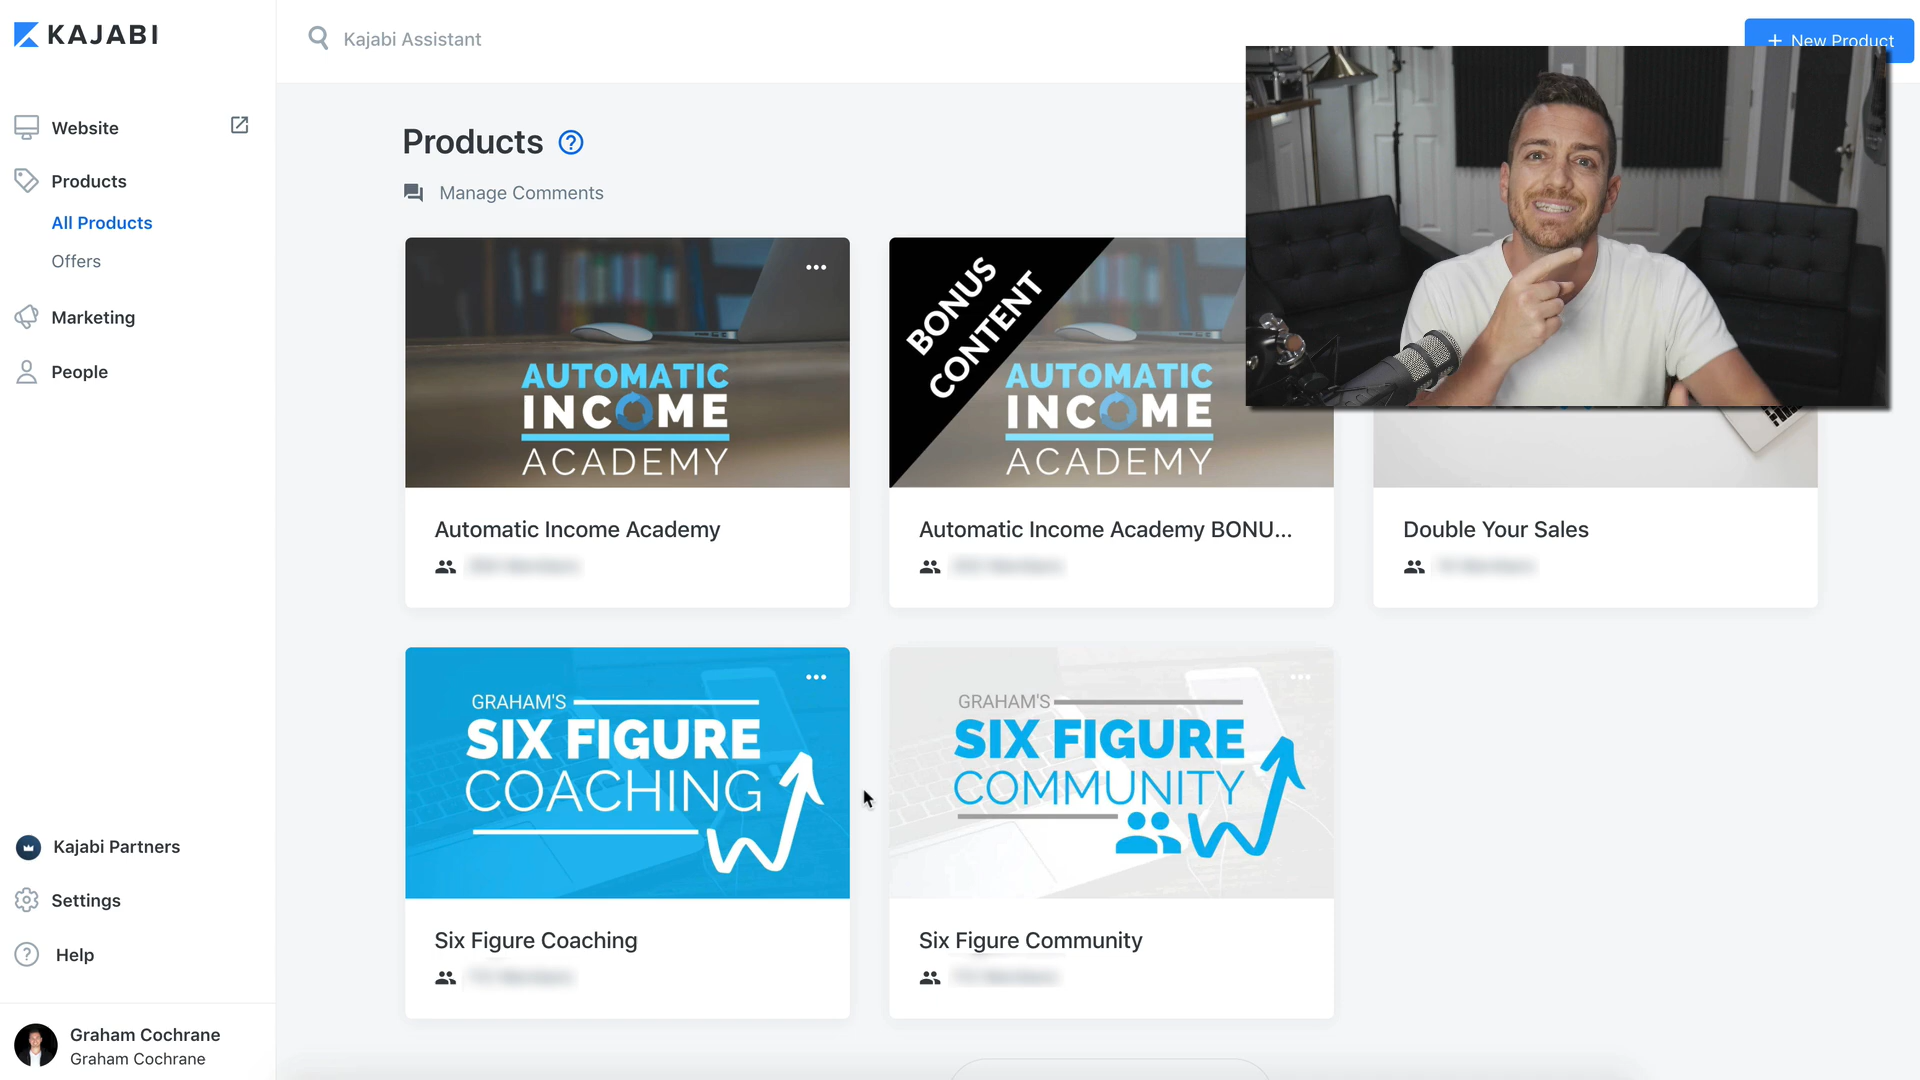 KAJABI
Kajabi Assistant
+ New Product
Website
Products
All Products
Offers
Marketing
People
Kajabi Partners
Settings
Help
Graham Cochrane
Graham Cochrane
Products ?
Manage Comments
AUTOMATIC
INCOME
ACADEMY
Automatic Income Academy
BONUS
CONTENT
AUTOMATIC
INCOME
ACADEMY
Automatic Income Academy BONU...
Double Your Sales
GRAHAM'S
SIX FIGURE
COACHING
Six Figure Coaching
GRAHAM'S
SIX FIGURE
COMMUNITY
Six Figure Community